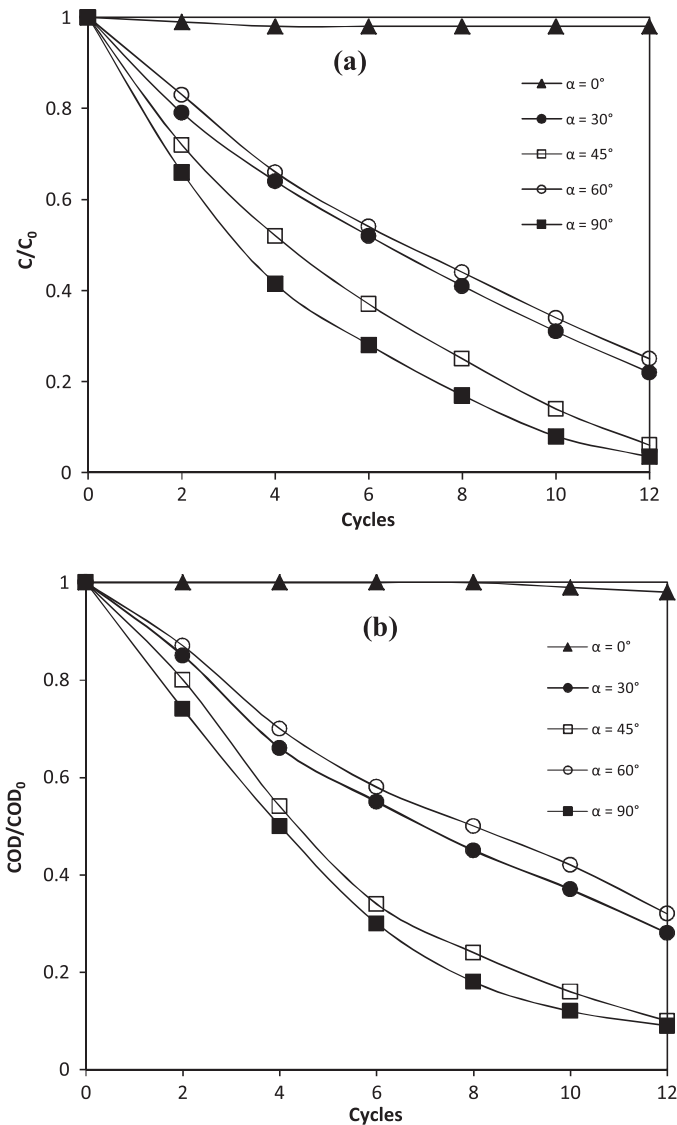 1
(a)
α = 0°
0.8
α = 30°
α = 45°
0.6
α = 60°
α = 90°
C/C0
0.4
0.2
0
0 2 4 6 8 10 12
Cycles
1
(b)
α = 0°
0.8
α = 30°
α = 45°
0.6
α = 60°
α = 90°
COD/COD0
0.4
0.2
0
0 2 4 6 8 10 12
Cycles